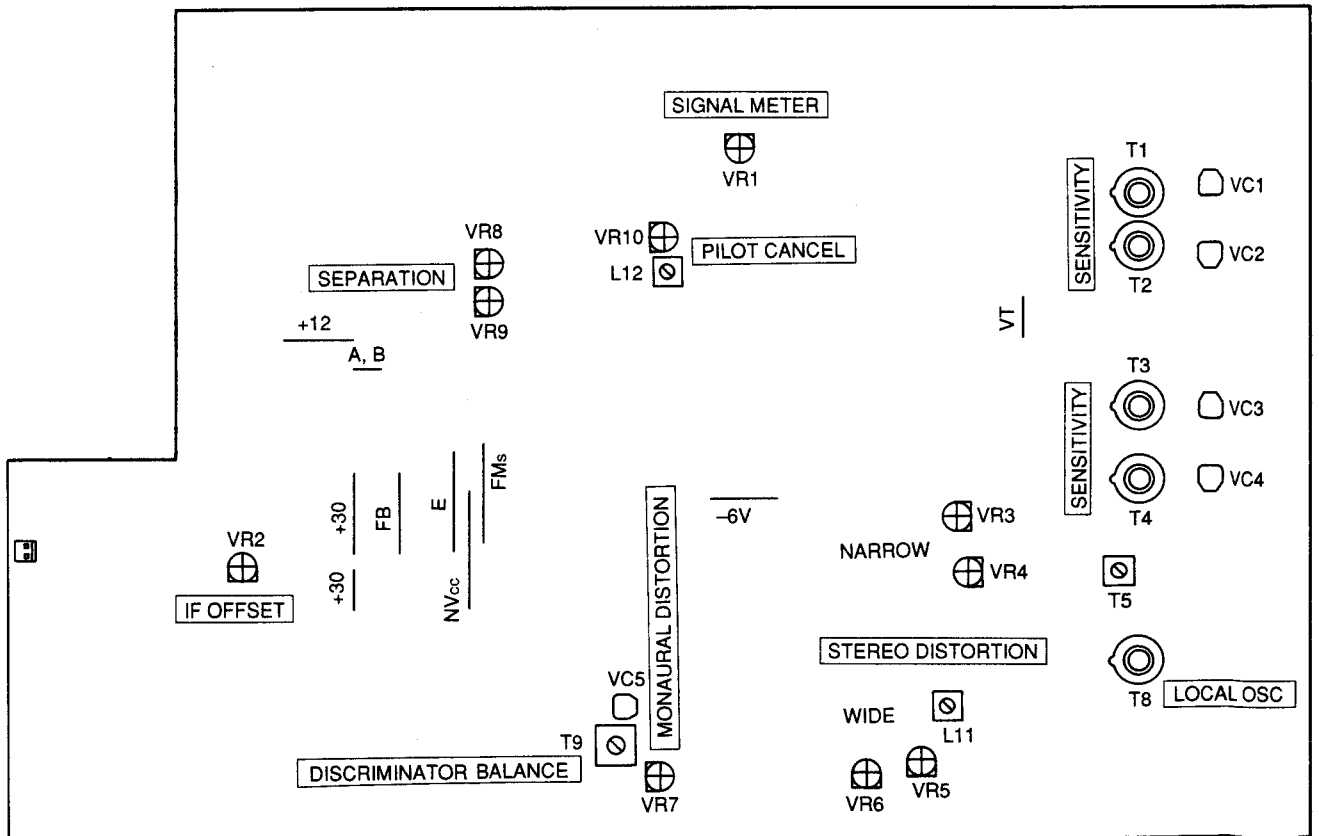 SIGNAL METER
VR1
T1
VC1
SENSITIVITY
T2
VC2
VR8
VR10
PILOT CANCEL
L12
SEPARATION
VR9
+12
A, B
VT
T3
VC3
SENSITIVITY
T4
VC4
+30
FB
E
FMs
+30
NVcc
MONAURAL DISTORTION
–6V
VR3
NARROW
VR4
T5
VR2
IF OFFSET
STEREO DISTORTION
T8
LOCAL OSC
VC5
WIDE
L11
T9
DISCRIMINATOR BALANCE
VR7
VR6
VR5